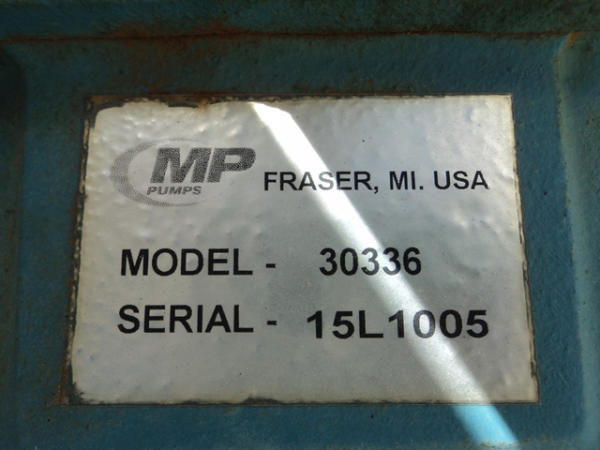 MP
PUMPS
FRASER, MI. USA
MODEL - 30336
SERIAL - 15L1005